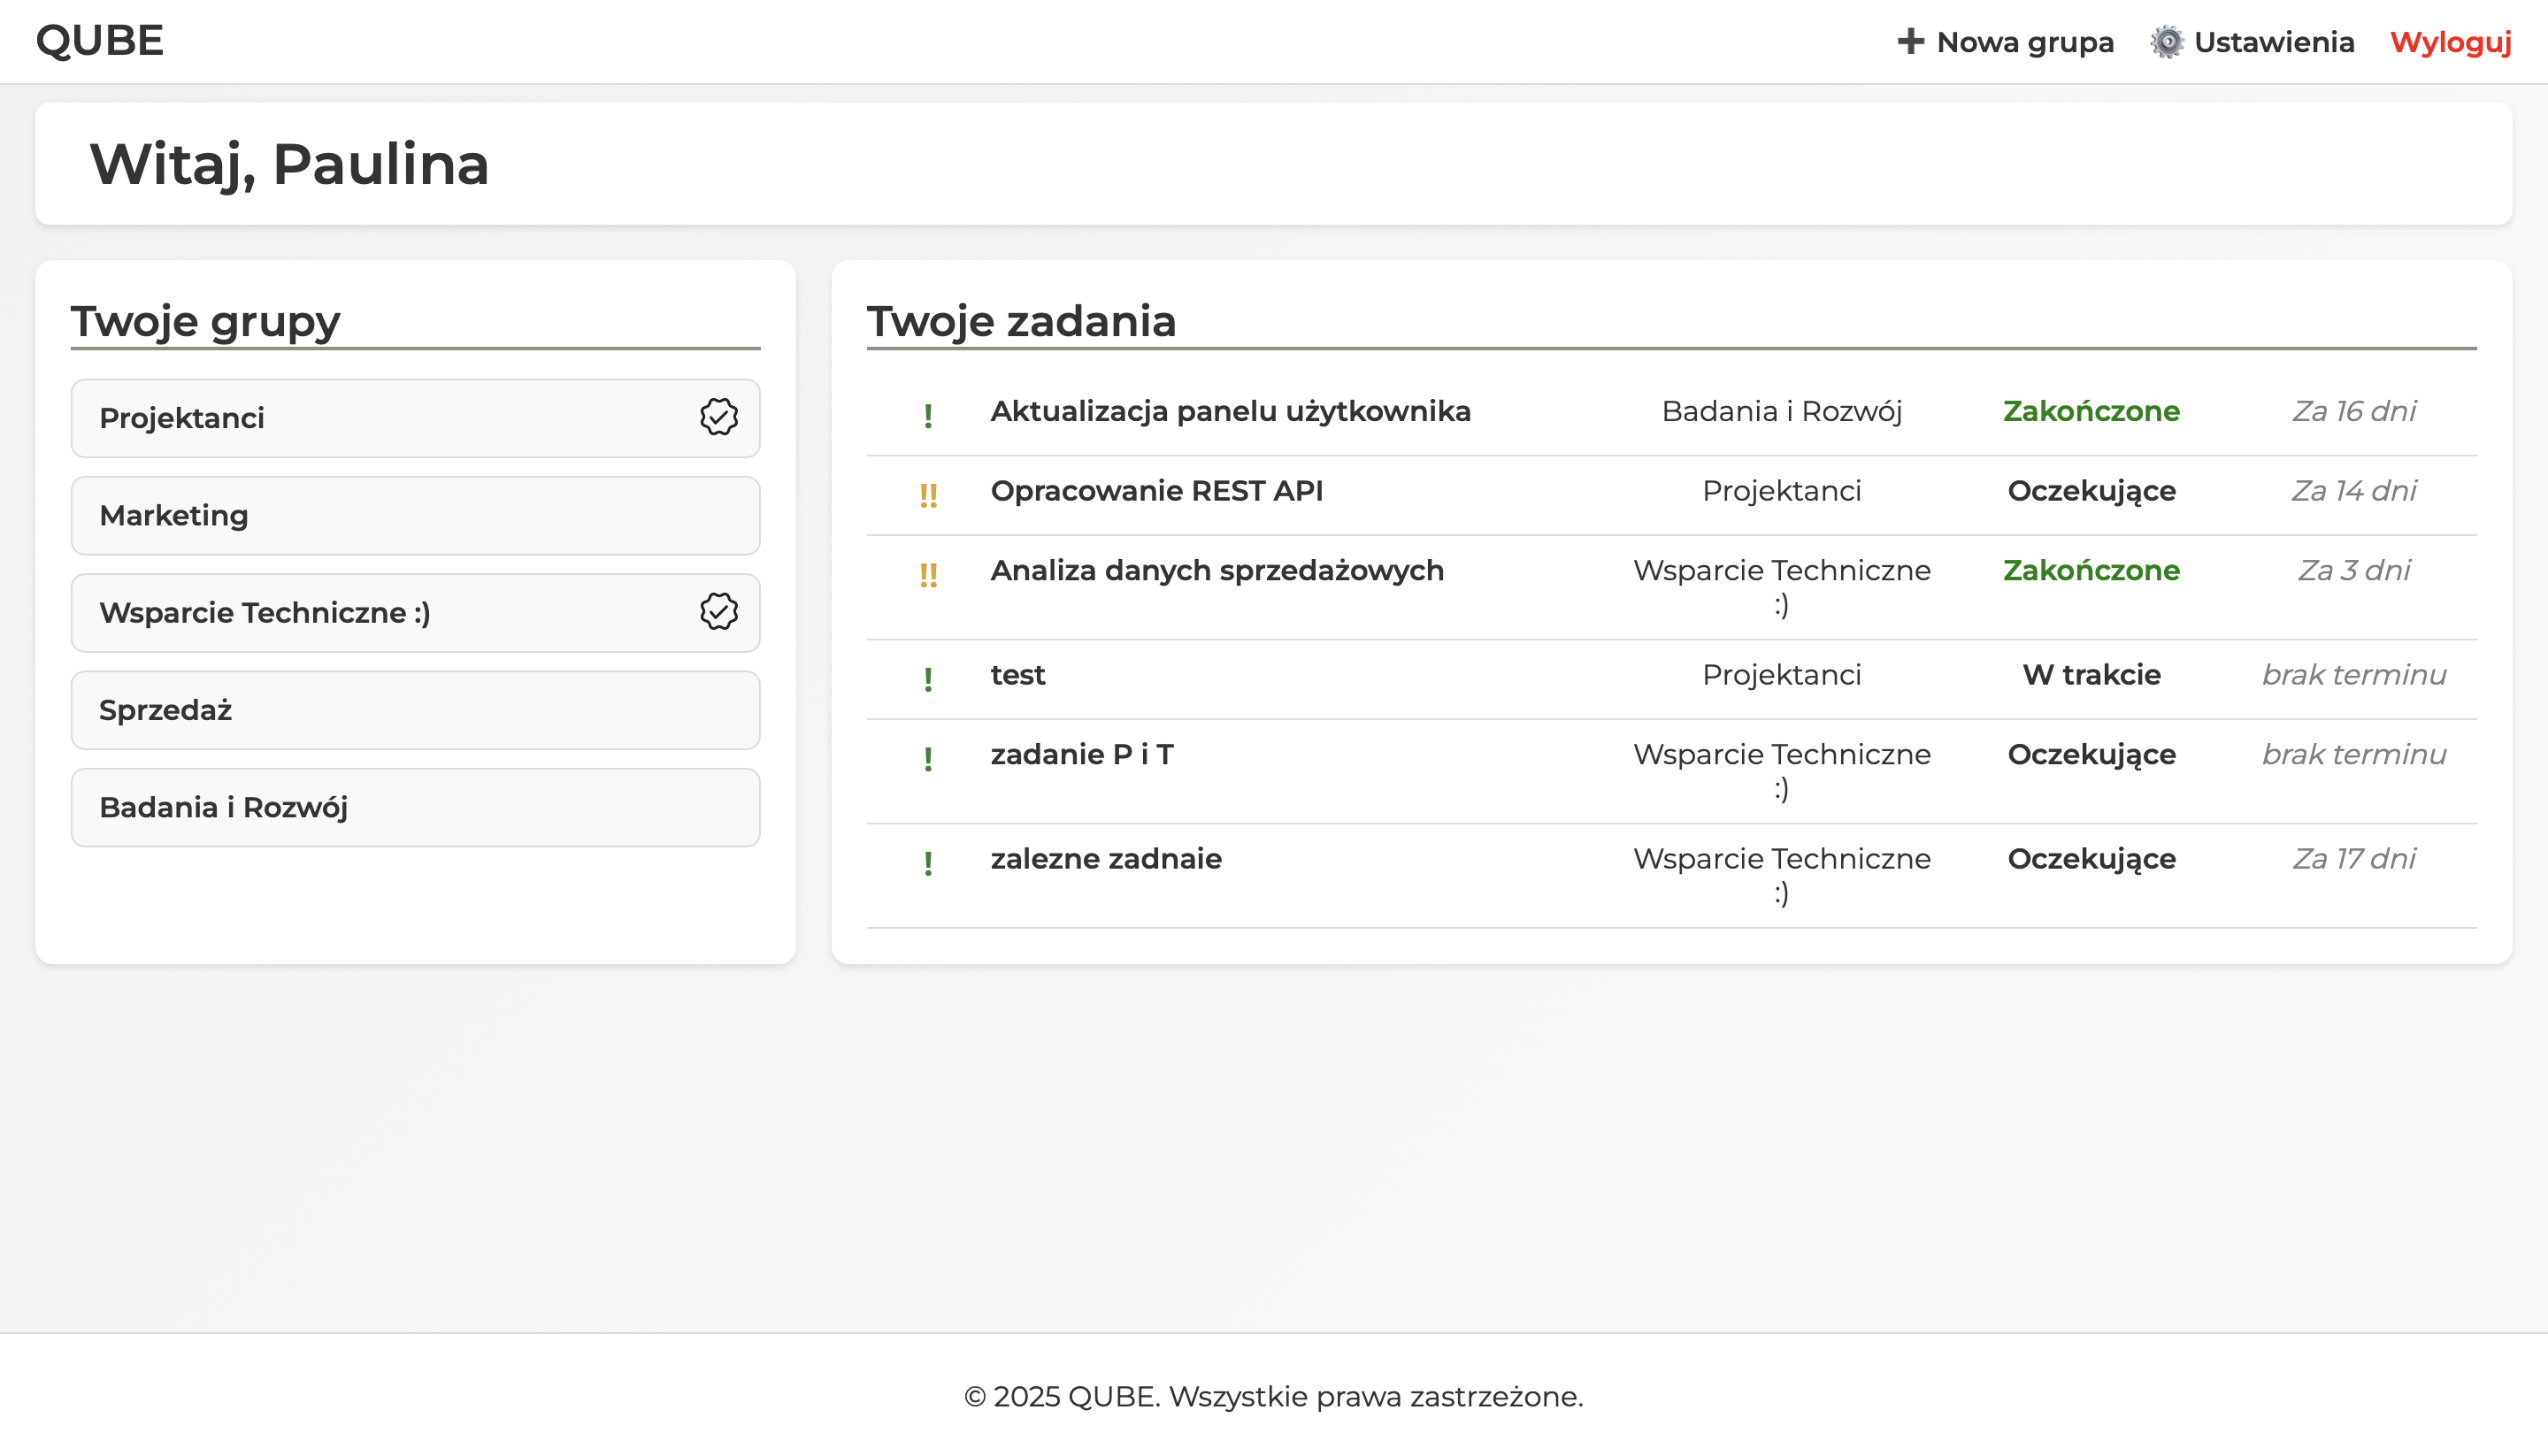 QUBE
Nowa grupa
Ustawienia
Wyloguj
Witaj, Paulina
Twoje grupy
Projektanci
Marketing
Wsparcie Techniczne :)
Sprzedaż
Badania i Rozwój
Twoje zadania
! Aktualizacja panelu użytkownika Badania i Rozwój Zakończone Za 16 dni
!! Opracowanie REST API Projektanci Oczekujące Za 14 dni
!! Analiza danych sprzedażowych Wsparcie Techniczne Zakończone Za 3 dni
:)
! test Projektanci W trakcie brak terminu
! zadanie P i T Wsparcie Techniczne Oczekujące brak terminu
:)
! zalezne zadnaie Wsparcie Techniczne Oczekujące Za 17 dni
:)
© 2025 QUBE. Wszystkie prawa zastrzeżone.